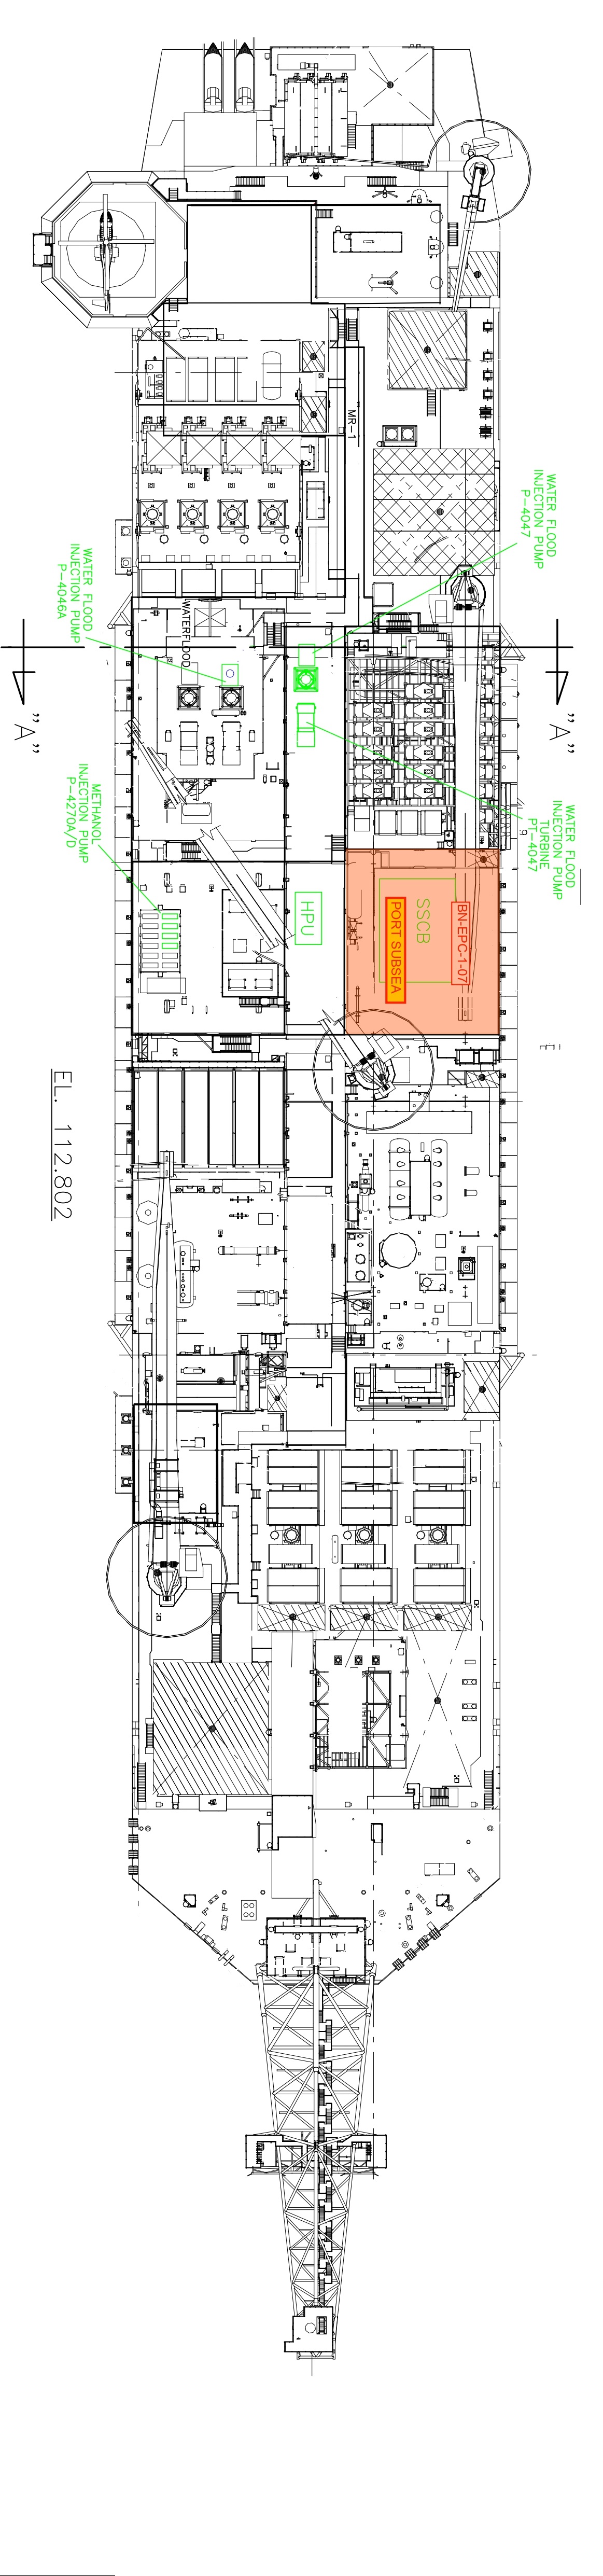 MR-1
WATER FLOOD
INJECTION PUMP
P-4047
WATER FLOOD
INJECTION PUMP
P-4046A
WATERFLOOD
"A"
"A"
WATER FLOOD
INJECTION PUMP
TURBINE
PT-4047
METHANOL
INJECTION PUMP
P-4270A/D
HPU
BN-EPC-1-07
SSCB
PORT SUBSEA
EL. 112.802